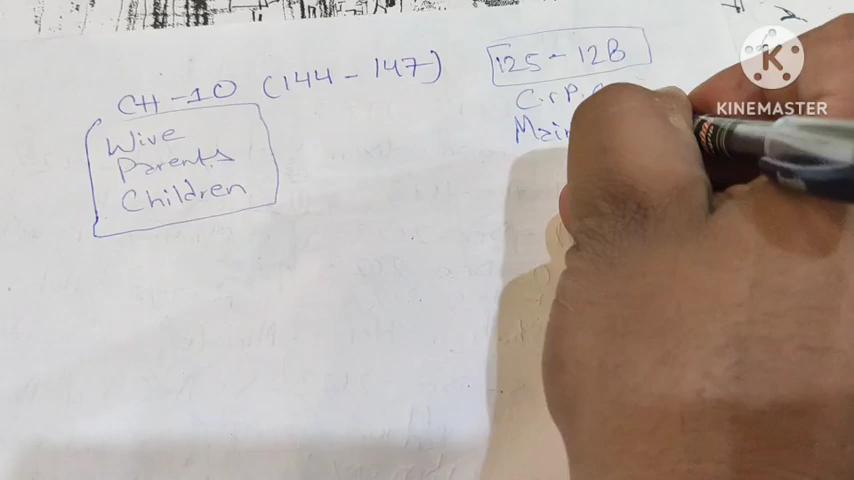 CH-10 (144 - 147)
Wive
Parents
Children
125 - 128
C.r.P.
KINEMASTER